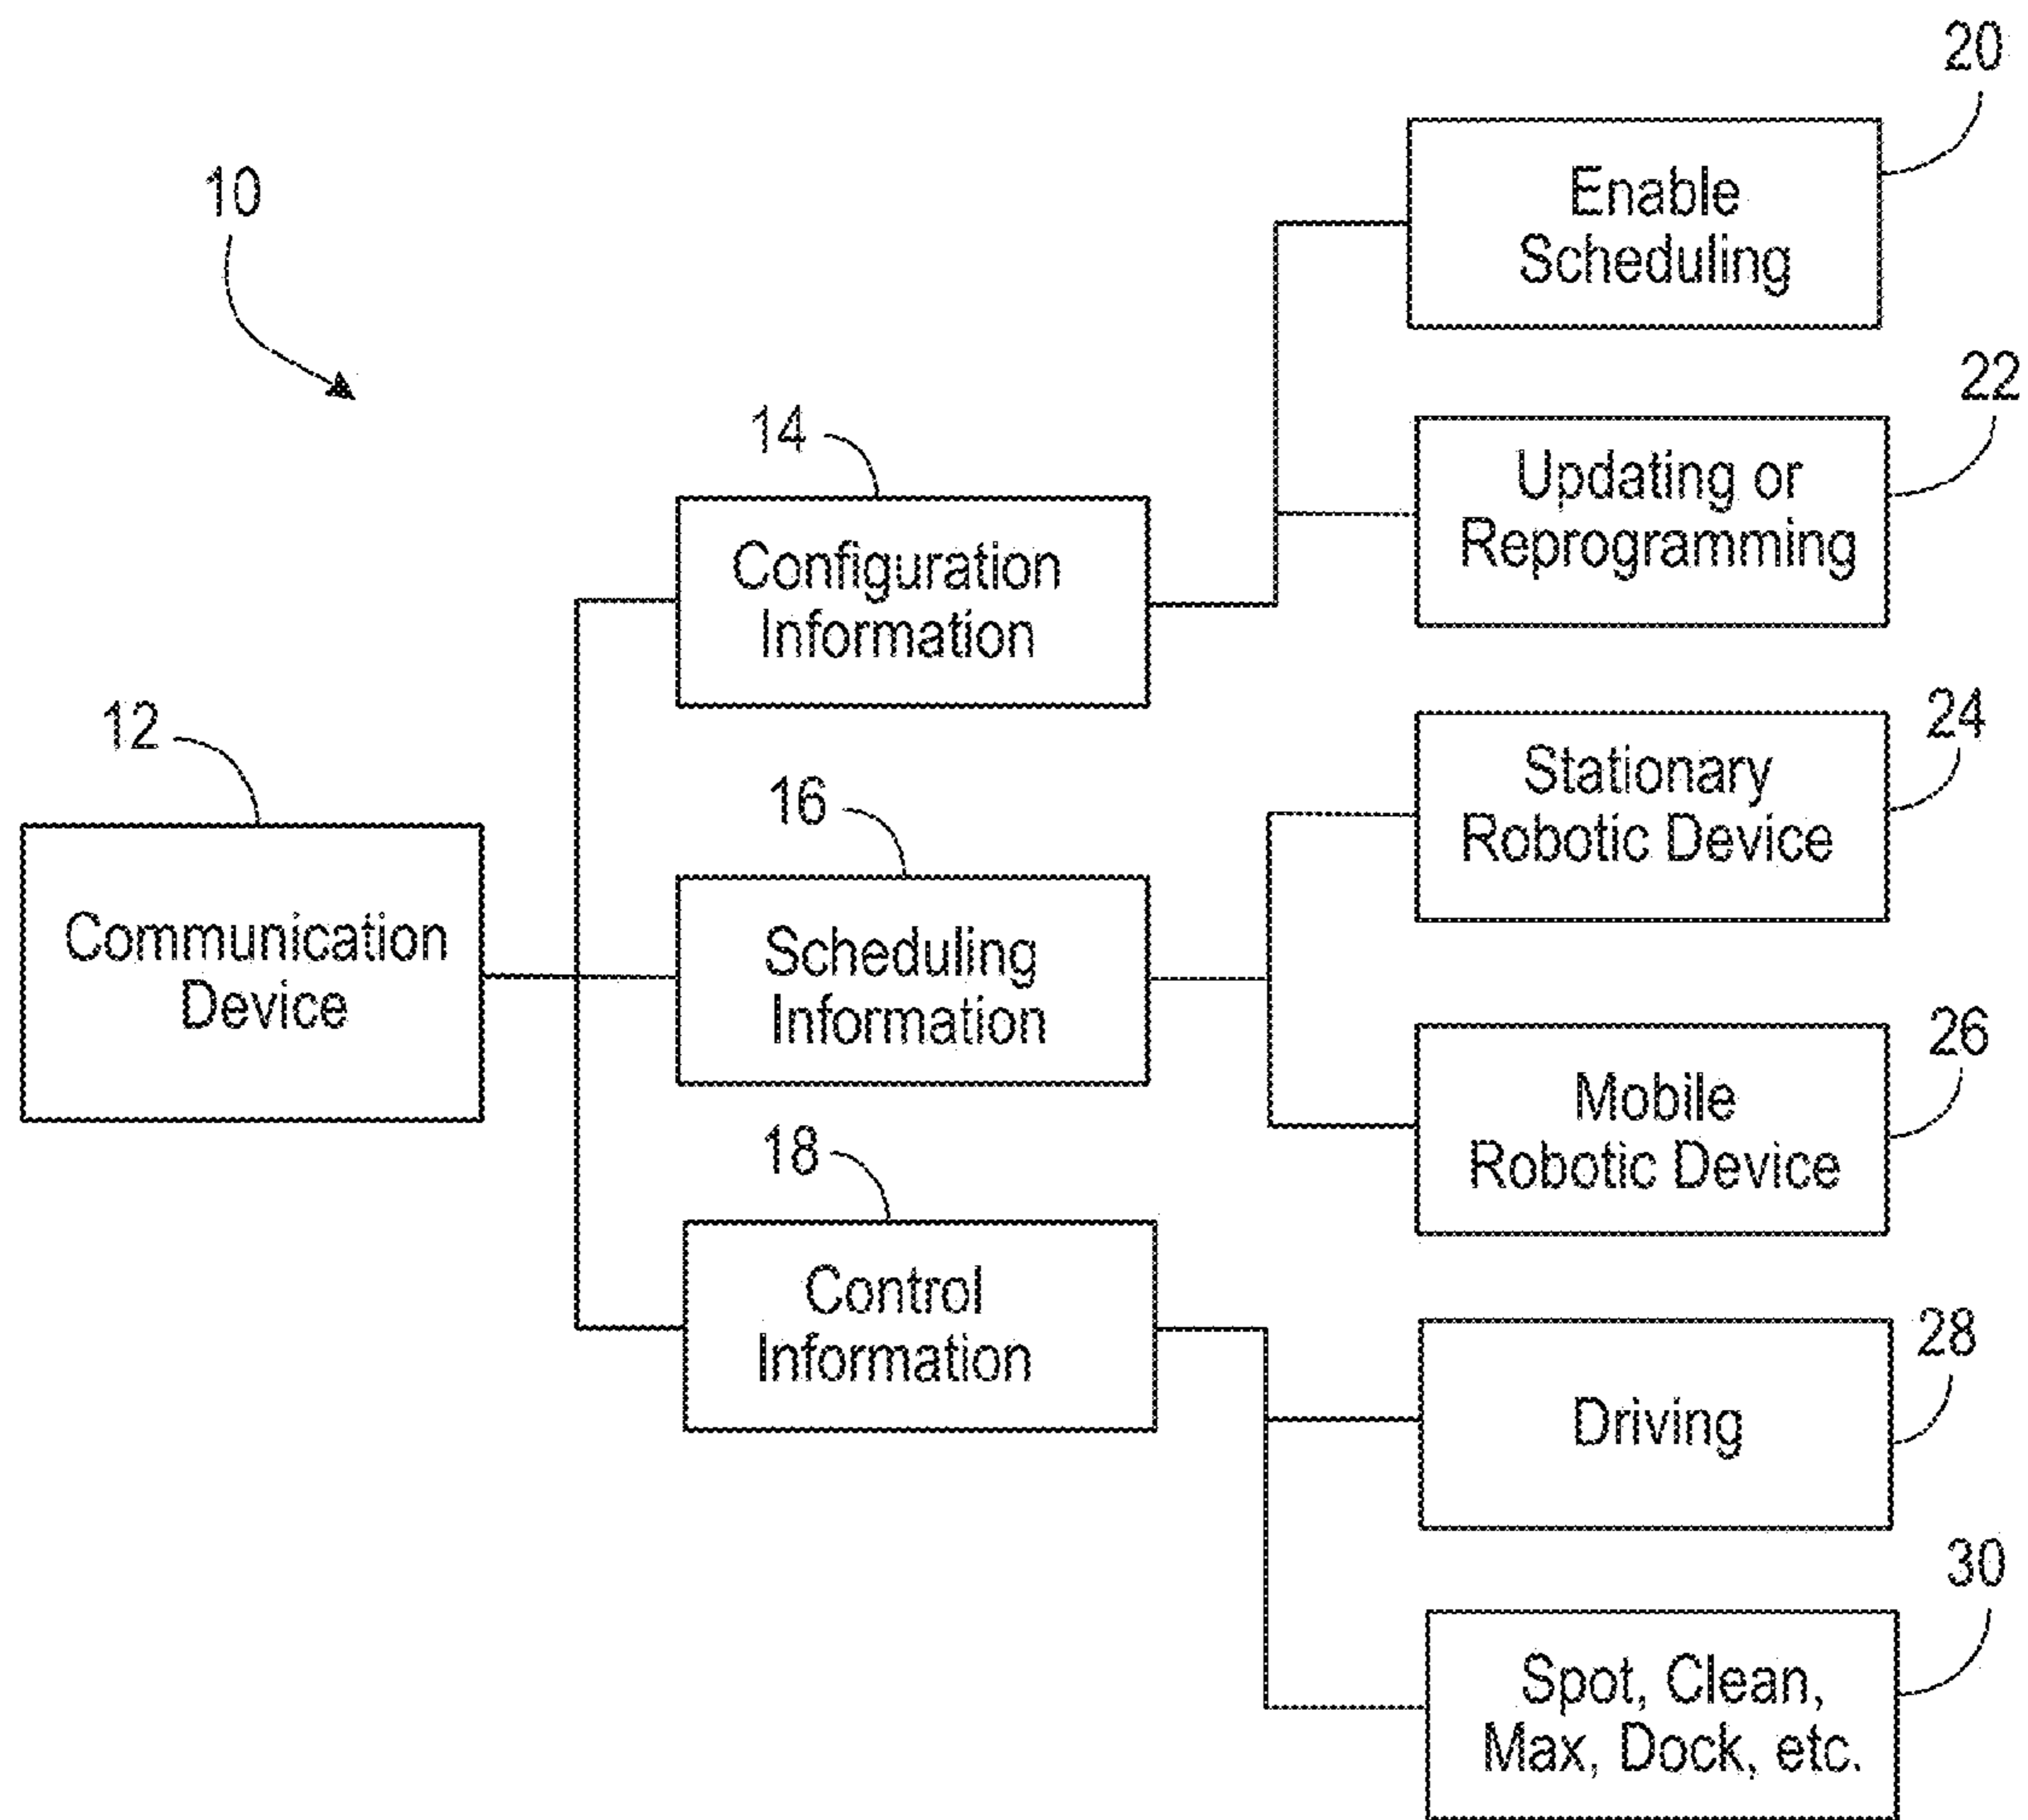 10
12
Communication
Device
14
Configuration
Information
16
Scheduling
Information
18
Control
Information
20
Enable
Scheduling
22
Updating or
Reprogramming
24
Stationary
Robotic Device
26
Mobile
Robotic Device
28
Driving
30
Spot, Clean,
Max, Dock, etc.